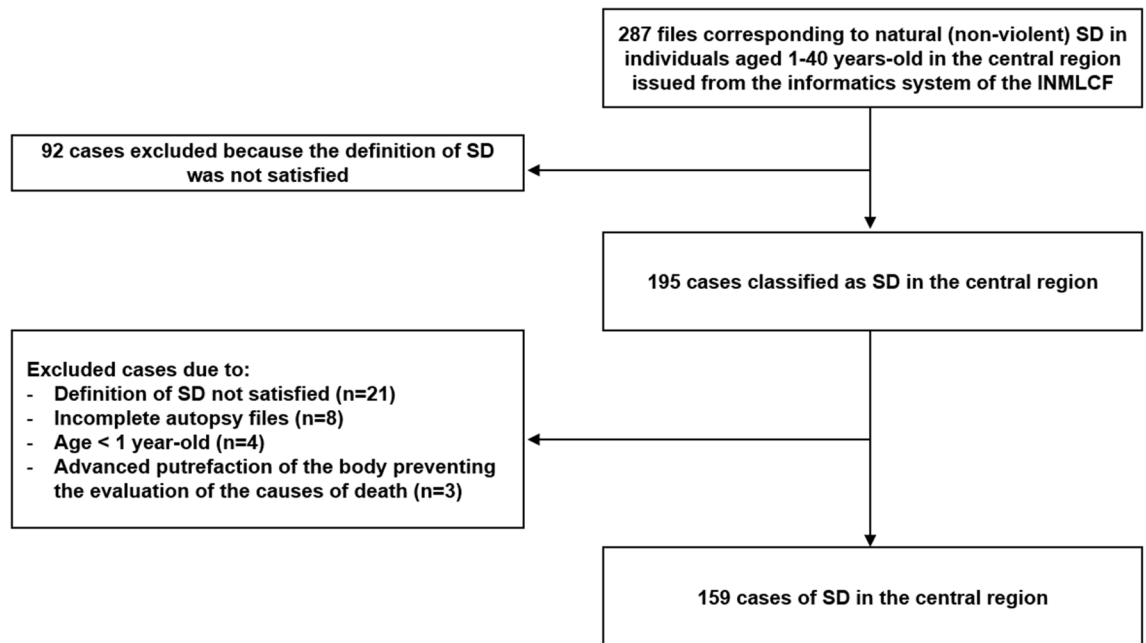 287 files corresponding to natural (non-violent) SD in
individuals aged 1-40 years-old in the central region
issued from the informatics system of the INMLCF
92 cases excluded because the definition of SD
was not satisfied
195 cases classified as SD in the central region
Excluded cases due to:
- Definition of SD not satisfied (n=21)
- Incomplete autopsy files (n=8)
- Age < 1 year-old (n=4)
- Advanced putrefaction of the body preventing
the evaluation of the causes of death (n=3)
159 cases of SD in the central region